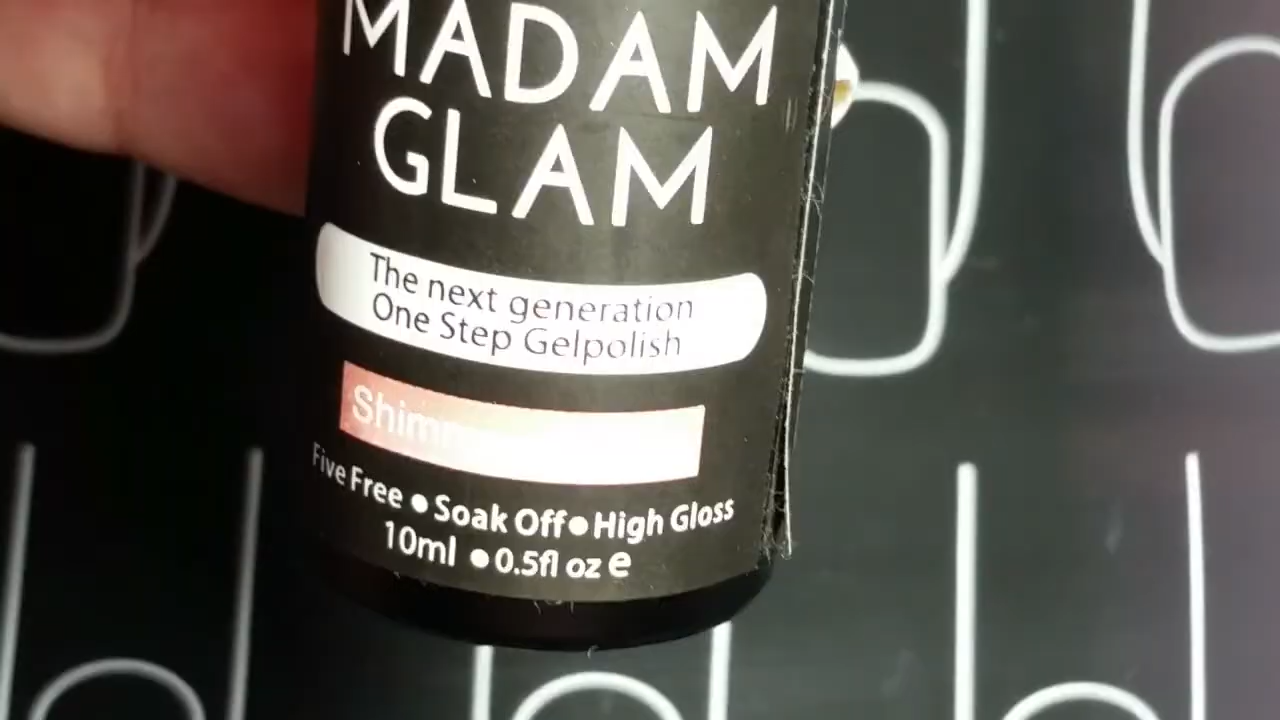 MADAM
GLAM
The next generation
One Step Gelpolish
Five Free ● Soak Off ● High Gloss
10ml ● 0.5fl oz e